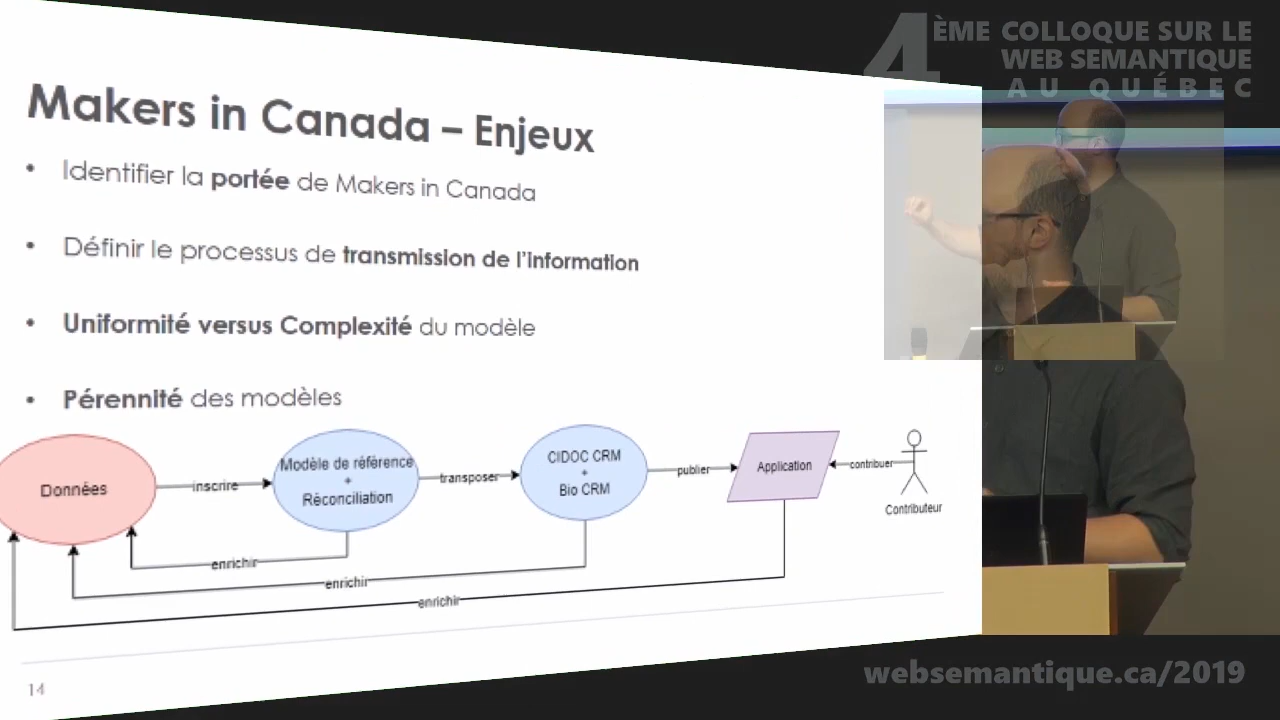 4ÈME COLLOQUE SUR LE
WEB SEMANTIQUE
AU QUÉBEC
Makers in Canada – Enjeux
• Identifier la portée de Makers in Canada
• Définir le processus de transmission de l'information
• Uniformité versus Complexité du modèle
• Pérennité des modèles
Données
inscrire
Modèle de référence
+
Réconciliation
transposer
CIDOC CRM
+
Bio CRM
publier
Application
contribuer
Contributeur
enrichir
enrichir
enrichir
14
websemantique.ca/2019